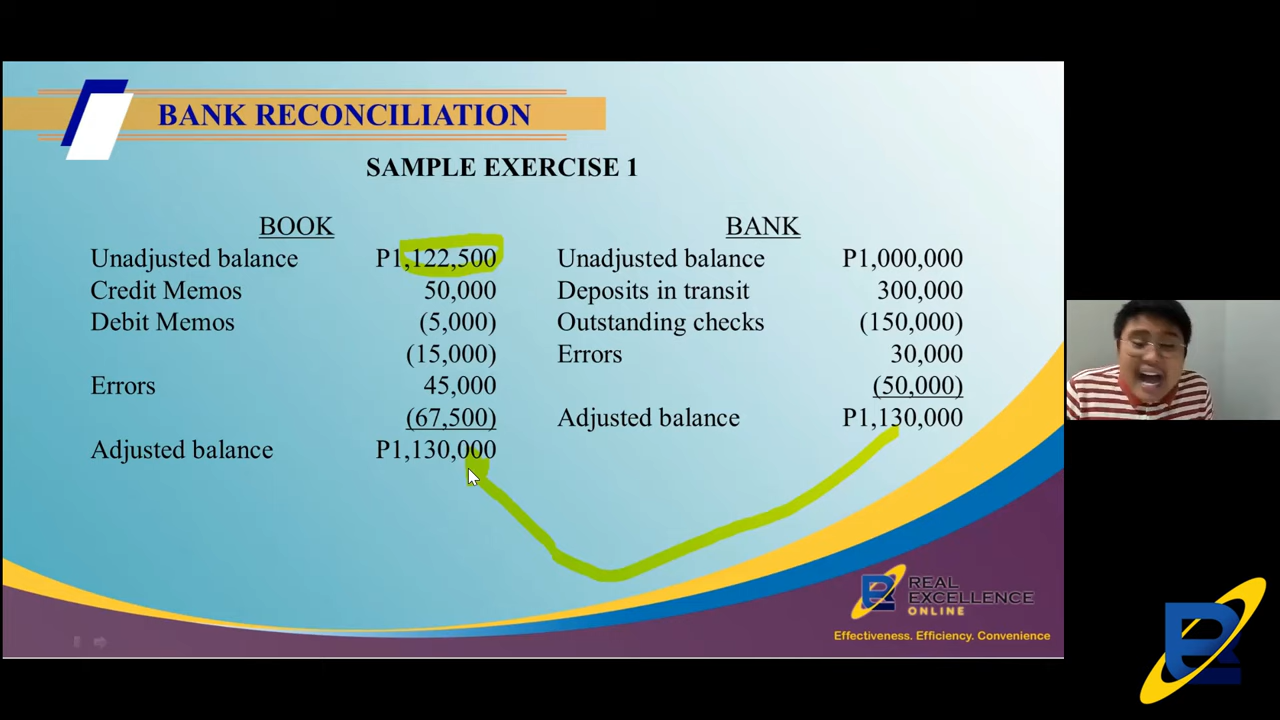 BANK RECONCILIATION
SAMPLE EXERCISE 1
BOOK
Unadjusted balance P1,122,500
Credit Memos 50,000
Debit Memos (5,000)
(15,000)
Errors 45,000
(67,500)
Adjusted balance P1,130,000
BANK
Unadjusted balance P1,000,000
Deposits in transit 300,000
Outstanding checks (150,000)
Errors 30,000
(50,000)
Adjusted balance P1,130,000
REAL
EXCELLENCE
ONLINE
Effectiveness. Efficiency. Convenience